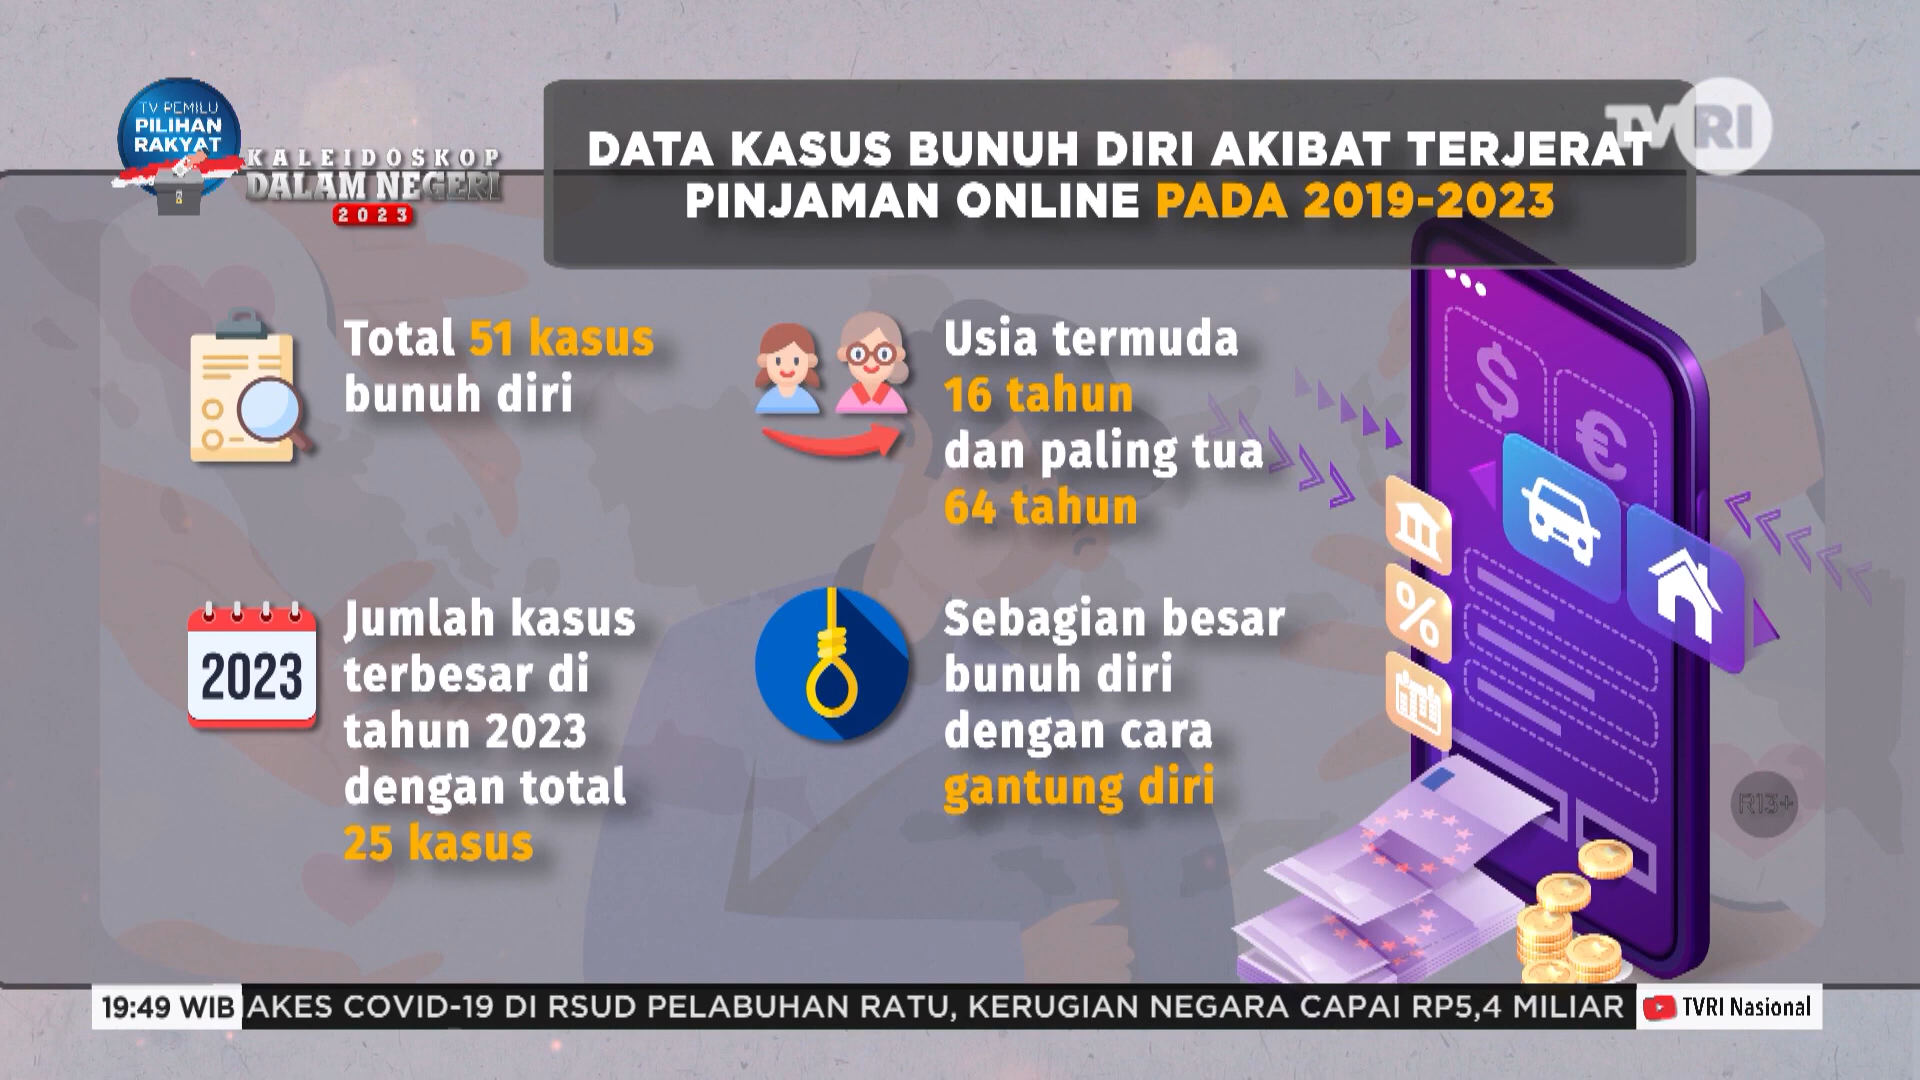 TV PEMILU
PILIHAN
RAKYAT
KALEIDOSKOP
DALAM NEGERI
2023
DATA KASUS BUNUH DIRI AKIBAT TERJERAT
PINJAMAN ONLINE PADA 2019-2023
TVRI
Total 51 kasus
bunuh diri
Usia termuda
16 tahun
dan paling tua
64 tahun
2023
Jumlah kasus
terbesar di
tahun 2023
dengan total
25 kasus
Sebagian besar
bunuh diri
dengan cara
gantung diri
$
€
%
R13+
19:49 WIB
AKES COVID-19 DI RSUD PELABUHAN RATU, KERUGIAN NEGARA CAPAI RP5,4 MILIAR
TVRI Nasional